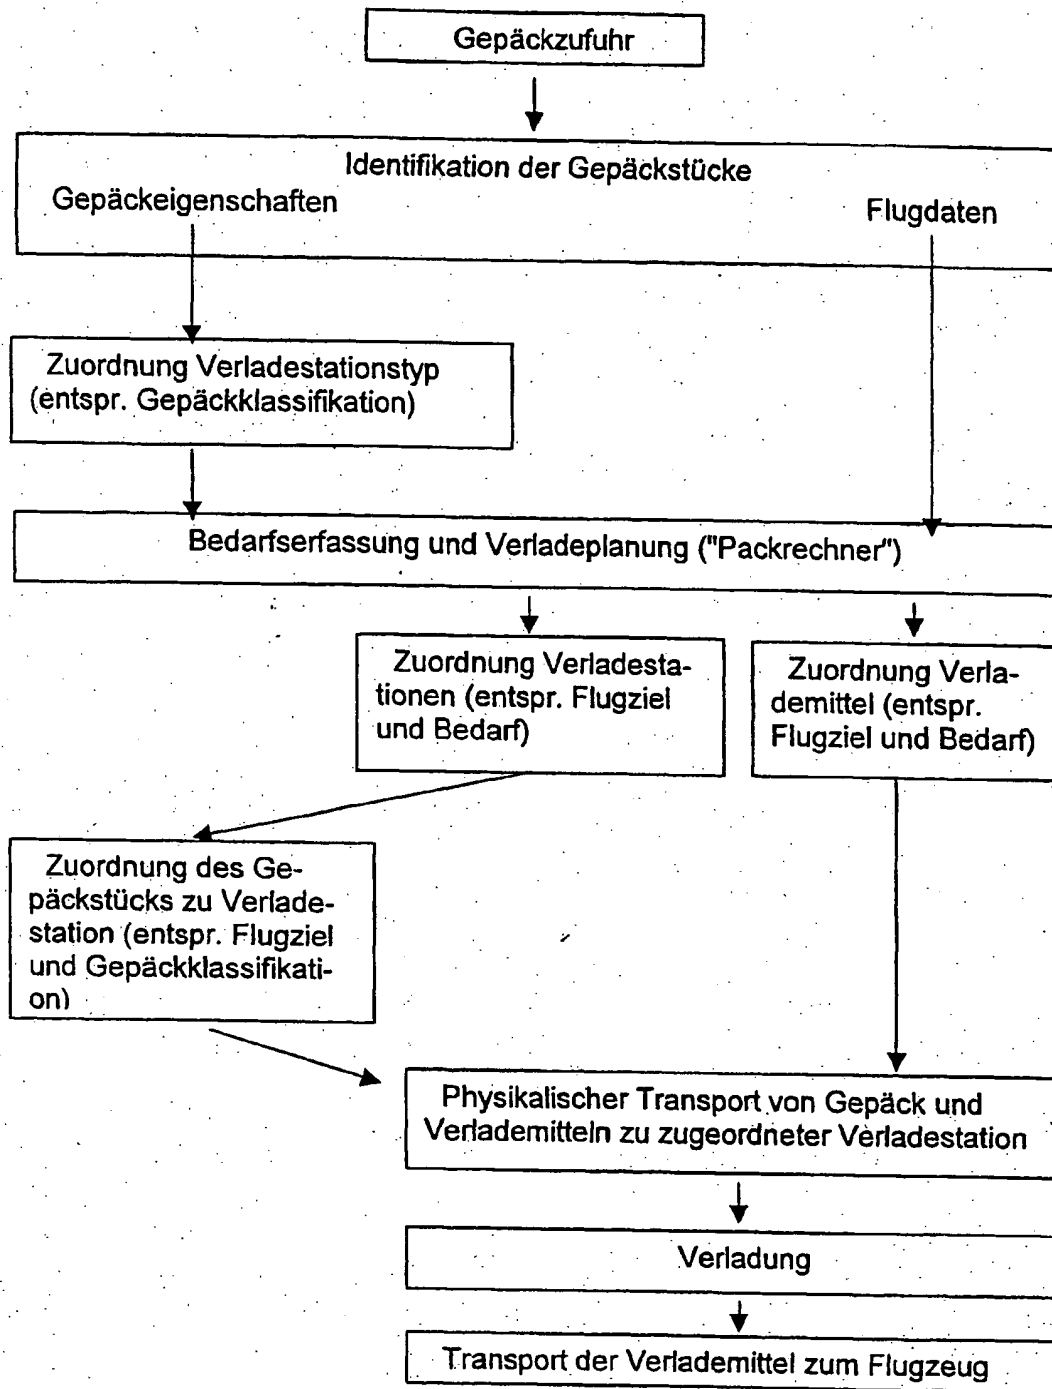 Gepäckzufuhr
Identifikation der Gepäckstücke
Gepäckeigenschaften
Flugdaten
Zuordnung Verladestationstyp
(entspr. Gepäckklassifikation)
Bedarfserfassung und Verladeplanung ("Packrechner")
Zuordnung Verladesta-
tionen (entspr. Flugziel
und Bedarf)
Zuordnung Verla-
demittel (entspr.
Flugziel und Bedarf)
Zuordnung des Ge-
päckstücks zu Verlade-
station (entspr. Flugziel
und Gepäckklassifikati-
on)
Physikalischer Transport von Gepäck und
Verlademitteln zu zugeordneter Verladestation
Verladung
Transport der Verlademittel zum Flugzeug